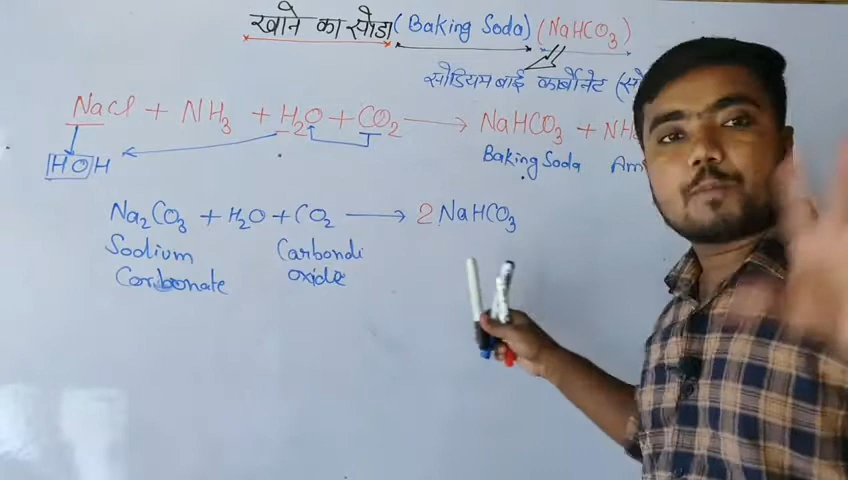 खाने का सोडा (Baking Soda) (NaHCO₃)
सोडियम बाई कार्बोनेट
NaCl + NH₃ + H₂O + CO₂ → NaHCO₃ +
HOH
Baking Soda
Na₂CO₃ + H₂O + CO₂ → 2NaHCO₃
Sodium Carbondi
Carbonate oxide